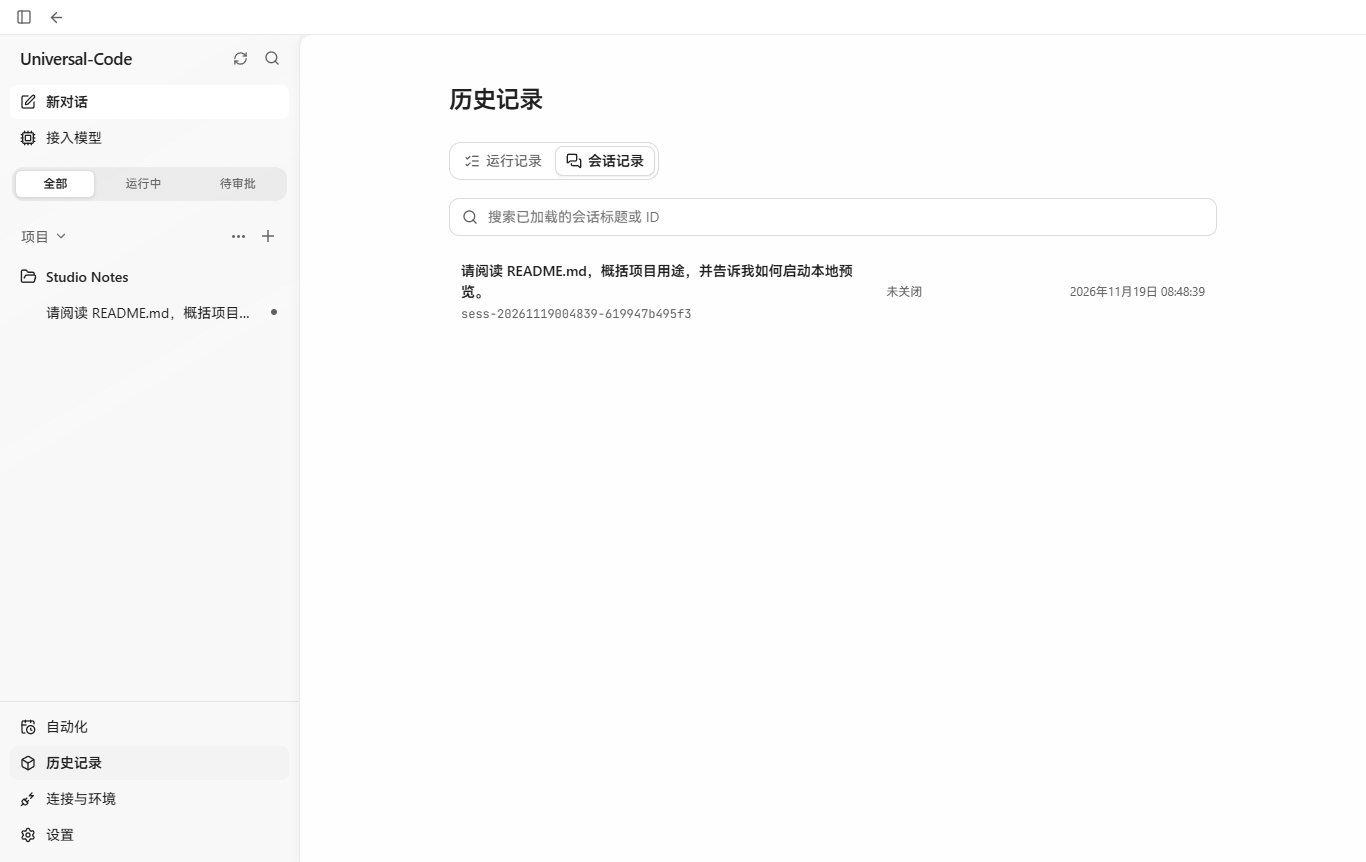 Universal-Code
新对话
接入模型
全部 运行中 待审批
项目
Studio Notes
请阅读 README.md，概括项目...
自动化
历史记录
连接与环境
设置
历史记录
运行记录 会话记录
搜索已加载的会话标题或 ID
请阅读 README.md，概括项目用途，并告诉我如何启动本地预
览。
sess-20261119004839-619947b495f3
未关闭
2026年11月19日 08:48:39